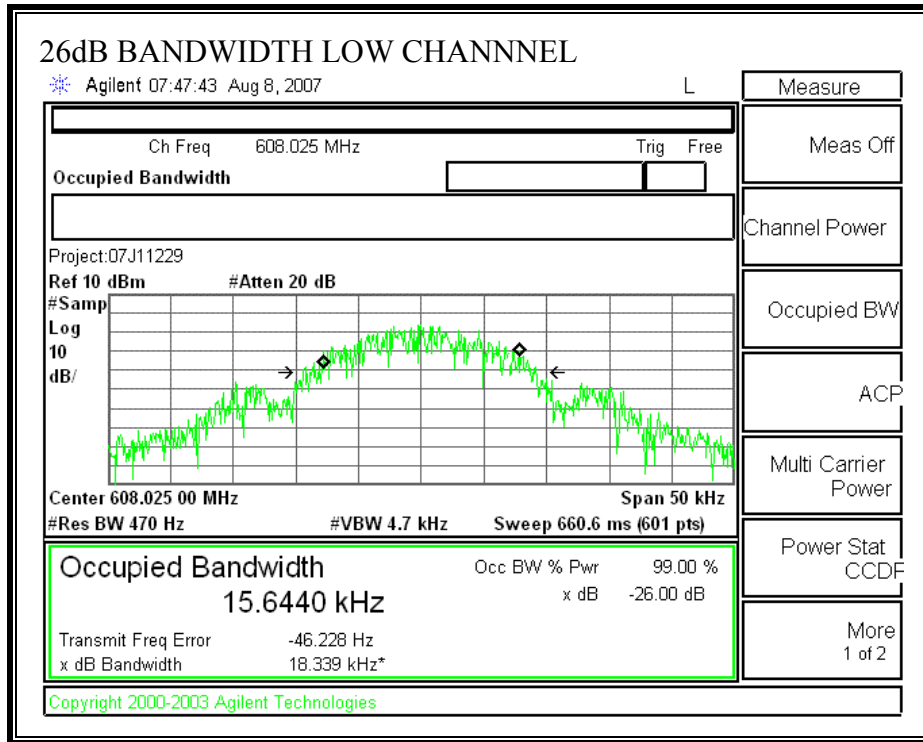 26dB BANDWIDTH LOW CHANNNEL
Agilent 07:47:43 Aug 8, 2007 L
Measure
Ch Freq 608.025 MHz Trig Free
Meas Off
Occupied Bandwidth
Channel Power
Project:07J11229
Ref 10 dBm #Atten 20 dB
#Samp
Log
10
dB/
Occupied BW
ACP
Multi Carrier
Power
Center 608.025 00 MHz Span 50 kHz
#Res BW 470 Hz #VBW 4.7 kHz Sweep 660.6 ms (601 pts)
Power Stat
CCDF
Occupied Bandwidth Occ BW % Pwr 99.00 %
15.6440 kHz x dB -26.00 dB
Transmit Freq Error -46.228 Hz
x dB Bandwidth 18.339 kHz*
More
1 of 2
Copyright 2000-2003 Agilent Technologies